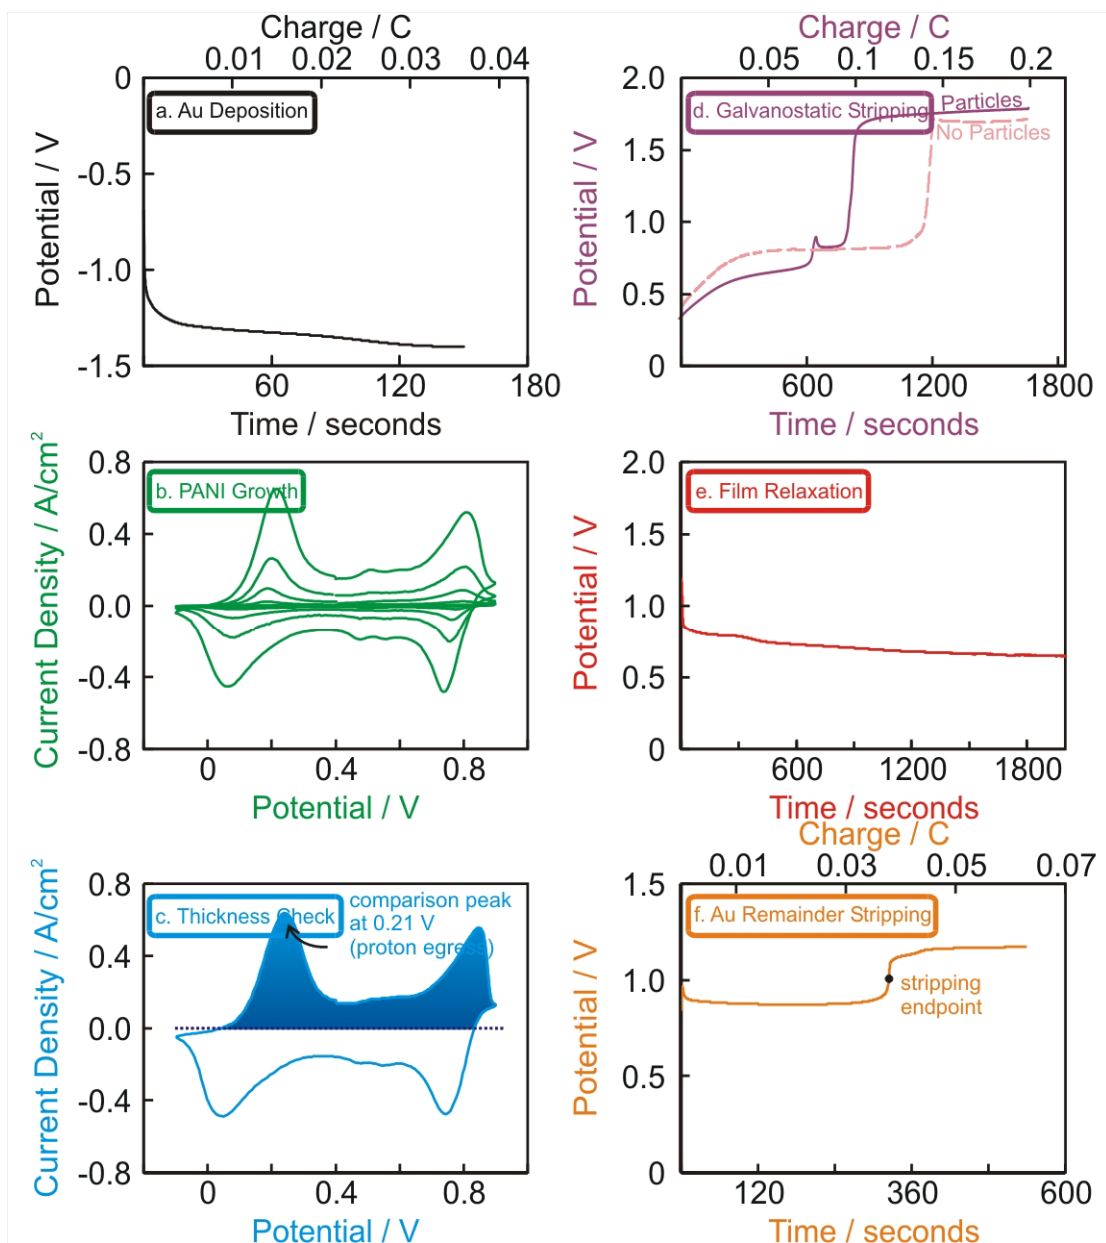 Charge / C
0.01 0.02 0.03 0.04
0
-0.5
-1.0
-1.5
Potential / V
a. Au Deposition
60 120 180
Time / seconds
Charge / C
0.05 0.1 0.15 0.2
2.0
1.5
1.0
0.5
0
Potential / V
d. Galvanostatic Stripping
Particles
No Particles
600 1200 1800
Time / seconds
0.8
0.4
0.0
-0.4
-0.8
Current Density / A/cm²
b. PANI Growth
0 0.4 0.8
Potential / V
2.0
1.5
1.0
0.5
0
Potential / V
e. Film Relaxation
600 1200 1800
Time / seconds
0.8
0.4
0.0
-0.4
-0.8
Current Density / A/cm²
c. Thickness Check
comparison peak
at 0.21 V
(proton egress)
0 0.4 0.8
Potential / V
Charge / C
0.01 0.03 0.05 0.07
1.5
1.0
0.5
0
Potential / V
f. Au Remainder Stripping
stripping
endpoint
120 360 600
Time / seconds